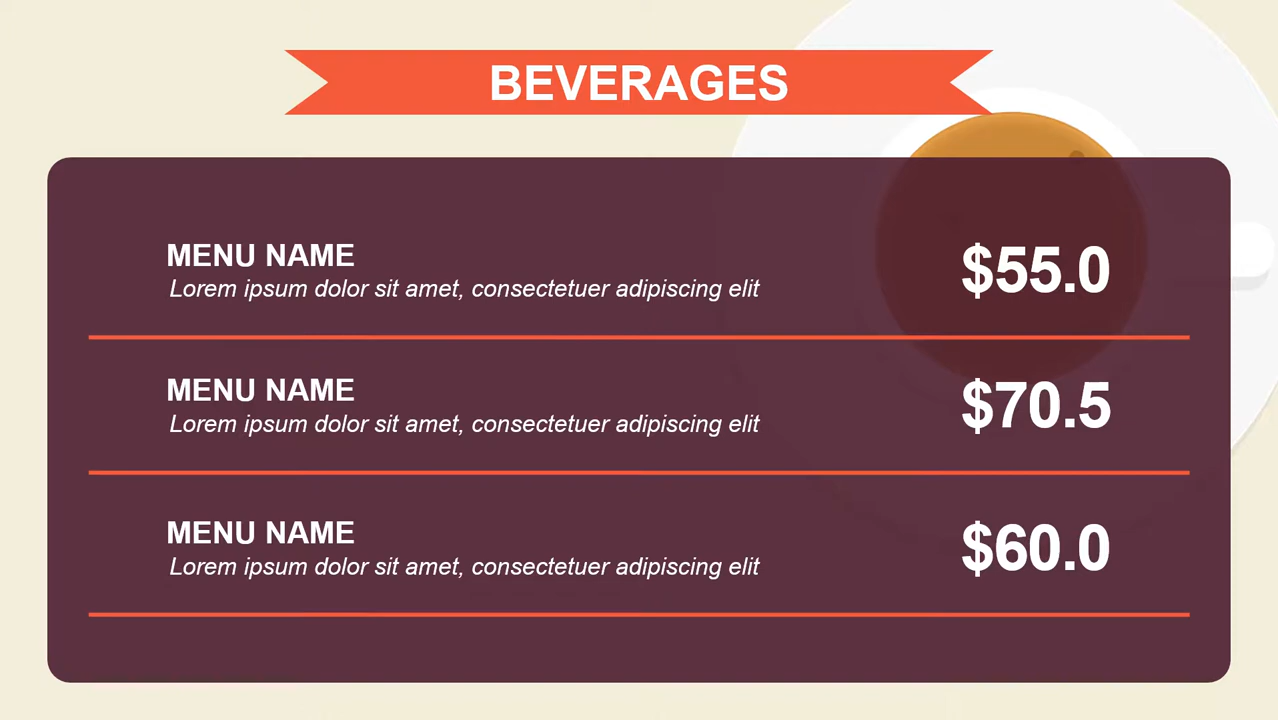 BEVERAGES
MENU NAME
Lorem ipsum dolor sit amet, consectetuer adipiscing elit
$55.0
MENU NAME
Lorem ipsum dolor sit amet, consectetuer adipiscing elit
$70.5
MENU NAME
Lorem ipsum dolor sit amet, consectetuer adipiscing elit
$60.0